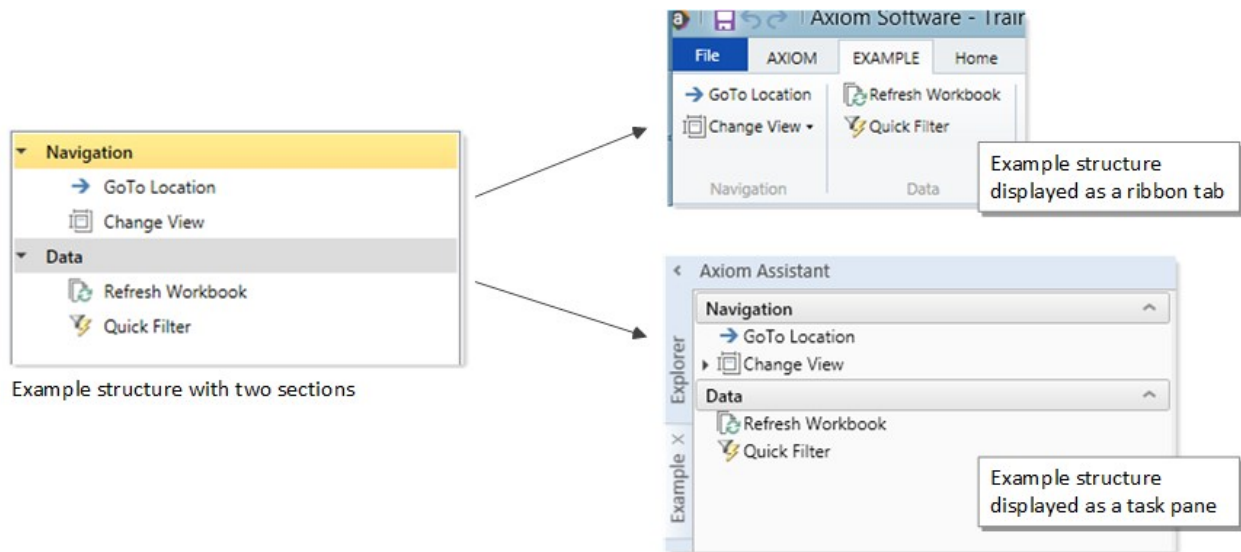 Navigation
GoTo Location
Change View
Data
Refresh Workbook
Quick Filter
Example structure with two sections
a Axiom Software - Train
File AXIOM EXAMPLE Home
GoTo Location Refresh Workbook
Change View Quick Filter
Navigation Data
Example structure
displayed as a ribbon tab
Axiom Assistant
Explorer
Example
Navigation
GoTo Location
Change View
Data
Refresh Workbook
Quick Filter
Example structure
displayed as a task pane